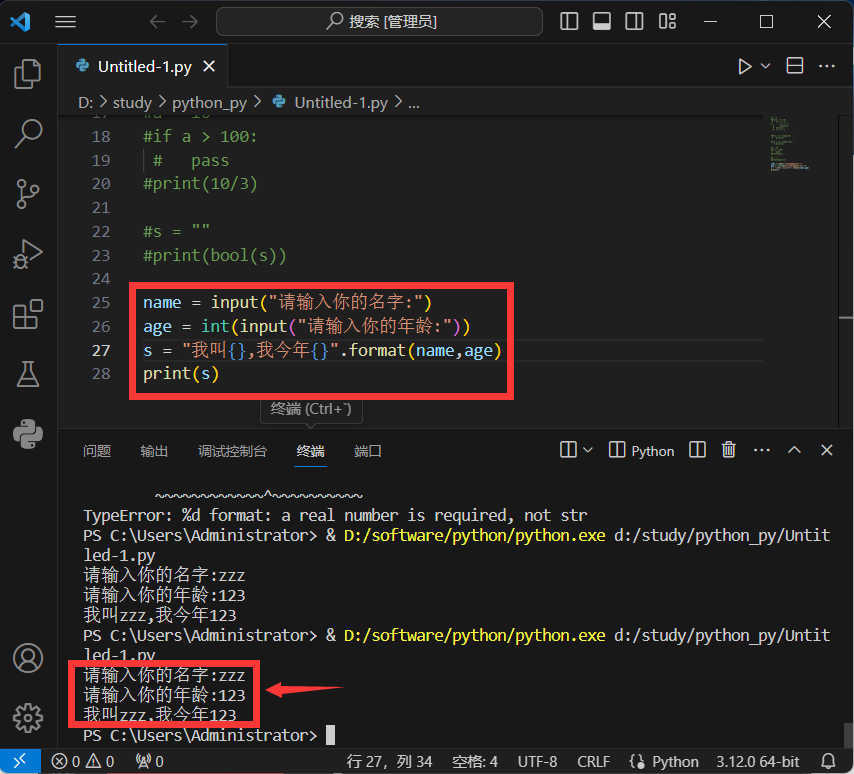 搜索 [管理员]
Untitled-1.py
D: > study > python_py > Untitled-1.py > ...
18 #if a > 100:
19 #   pass
20 #print(10/3)
21
22 #s = ""
23 #print(bool(s))
24
25 name = input("请输入你的名字:")
26 age = int(input("请输入你的年龄:"))
27 s = "我叫{},我今年{}".format(name,age)
28 print(s)
终端 (Ctrl+`)
问题 输出 调试控制台 终端 端口 Python
~~~~~~~~~~~~~^~~~~~~~~~~
TypeError: %d format: a real number is required, not str
PS C:\Users\Administrator> & D:/software/python/python.exe d:/study/python_py/Untit
led-1.py
请输入你的名字:zzz
请输入你的年龄:123
我叫zzz,我今年123
PS C:\Users\Administrator> & D:/software/python/python.exe d:/study/python_py/Untit
led-1.py
请输入你的名字:zzz
请输入你的年龄:123
我叫zzz,我今年123
PS C:\Users\Administrator>
0 0 0 行 27，列 34 空格: 4 UTF-8 CRLF Python 3.12.0 64-bit